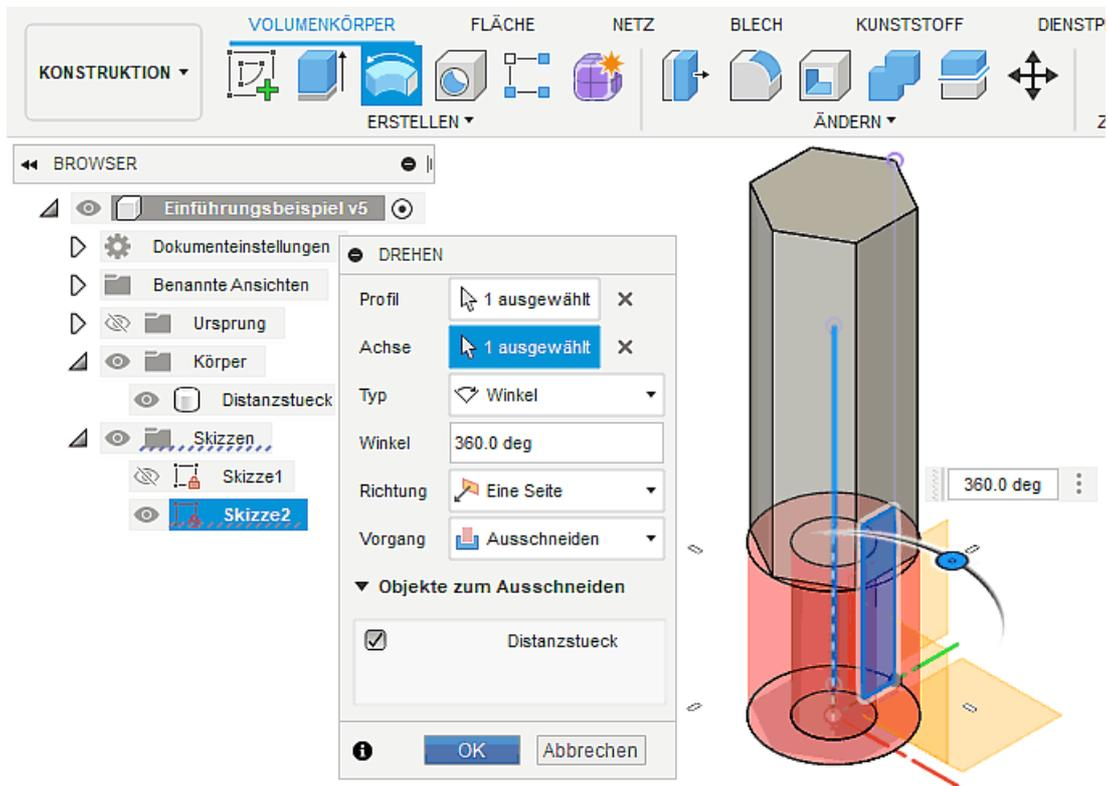 VOLUMENKÖRPER FLÄCHE NETZ BLECH KUNSTSTOFF DIENSTP
KONSTRUKTION
ERSTELLEN ÄNDERN Z
BROWSER
Einführungsbeispiel v5
Dokumenteinstellungen
Benannte Ansichten
Ursprung
Körper
Distanzstueck
Skizzen
Skizze1
Skizze2
DREHEN
Profil 1 ausgewählt
Achse 1 ausgewählt
Typ Winkel
Winkel 360.0 deg
Richtung Eine Seite
Vorgang Ausschneiden
Objekte zum Ausschneiden
Distanzstueck
OK Abbrechen
360.0 deg